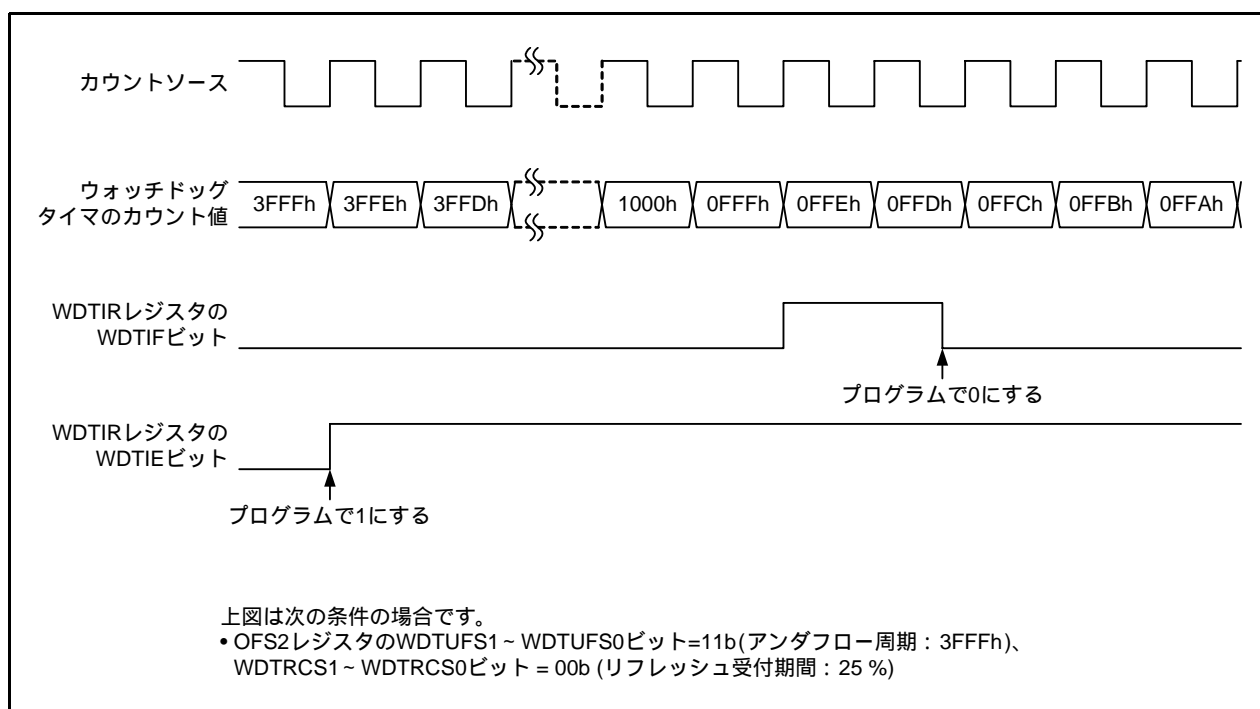 カウントソース
ウォッチドッグ
タイマのカウント値
3FFFh 3FFEh 3FFDh 1000h 0FFFh 0FFEh 0FFDh 0FFCh 0FFBh 0FFAh
WDTIRレジスタの
WDTIFビット
プログラムで0にする
WDTIRレジスタの
WDTIEビット
プログラムで1にする
上図は次の条件の場合です。
• OFS2レジスタのWDTUFS1~WDTUFS0ビット=11b(アンダフロー周期：3FFFh)、
WDTRCS1~WDTRCS0ビット = 00b (リフレッシュ受付期間：25 %)